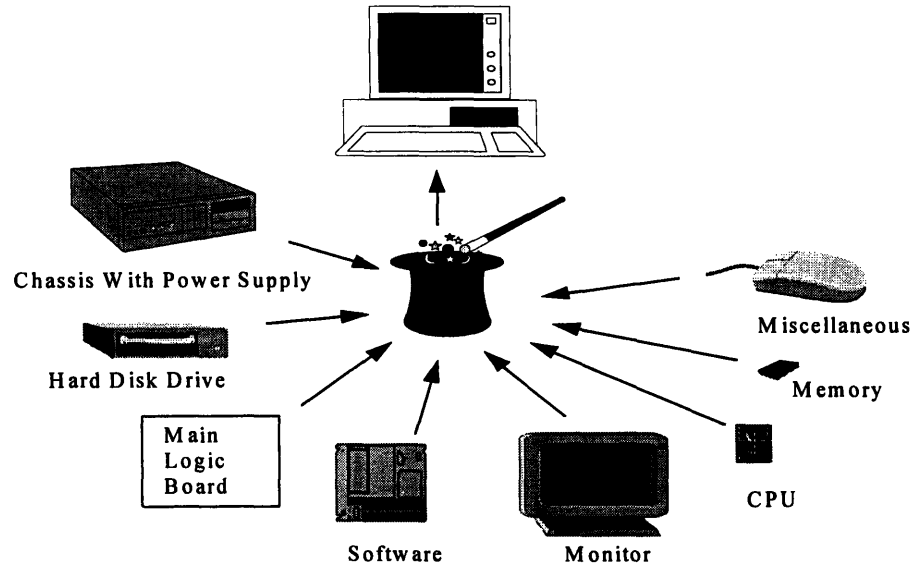 Chassis With Power Supply
Miscellaneous
Hard Disk Drive
Memory
Main
Logic
Board
CPU
Software
Monitor